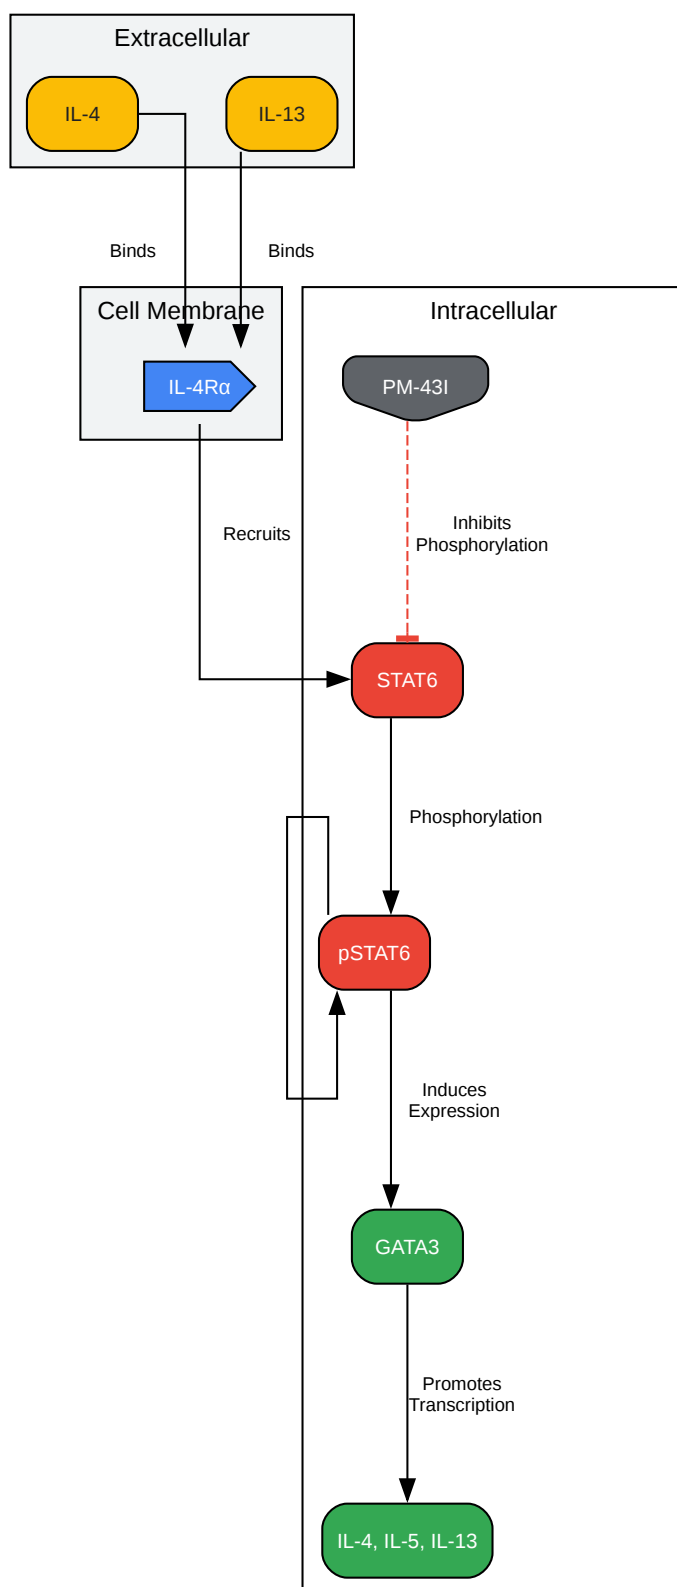 Extracellular
IL-4
IL-13
Binds
Binds
Cell Membrane
Intracellular
IL-4Rα
PM-43I
Recruits
Inhibits
Phosphorylation
STAT6
Phosphorylation
pSTAT6
Induces
Expression
GATA3
Promotes
Transcription
IL-4, IL-5, IL-13